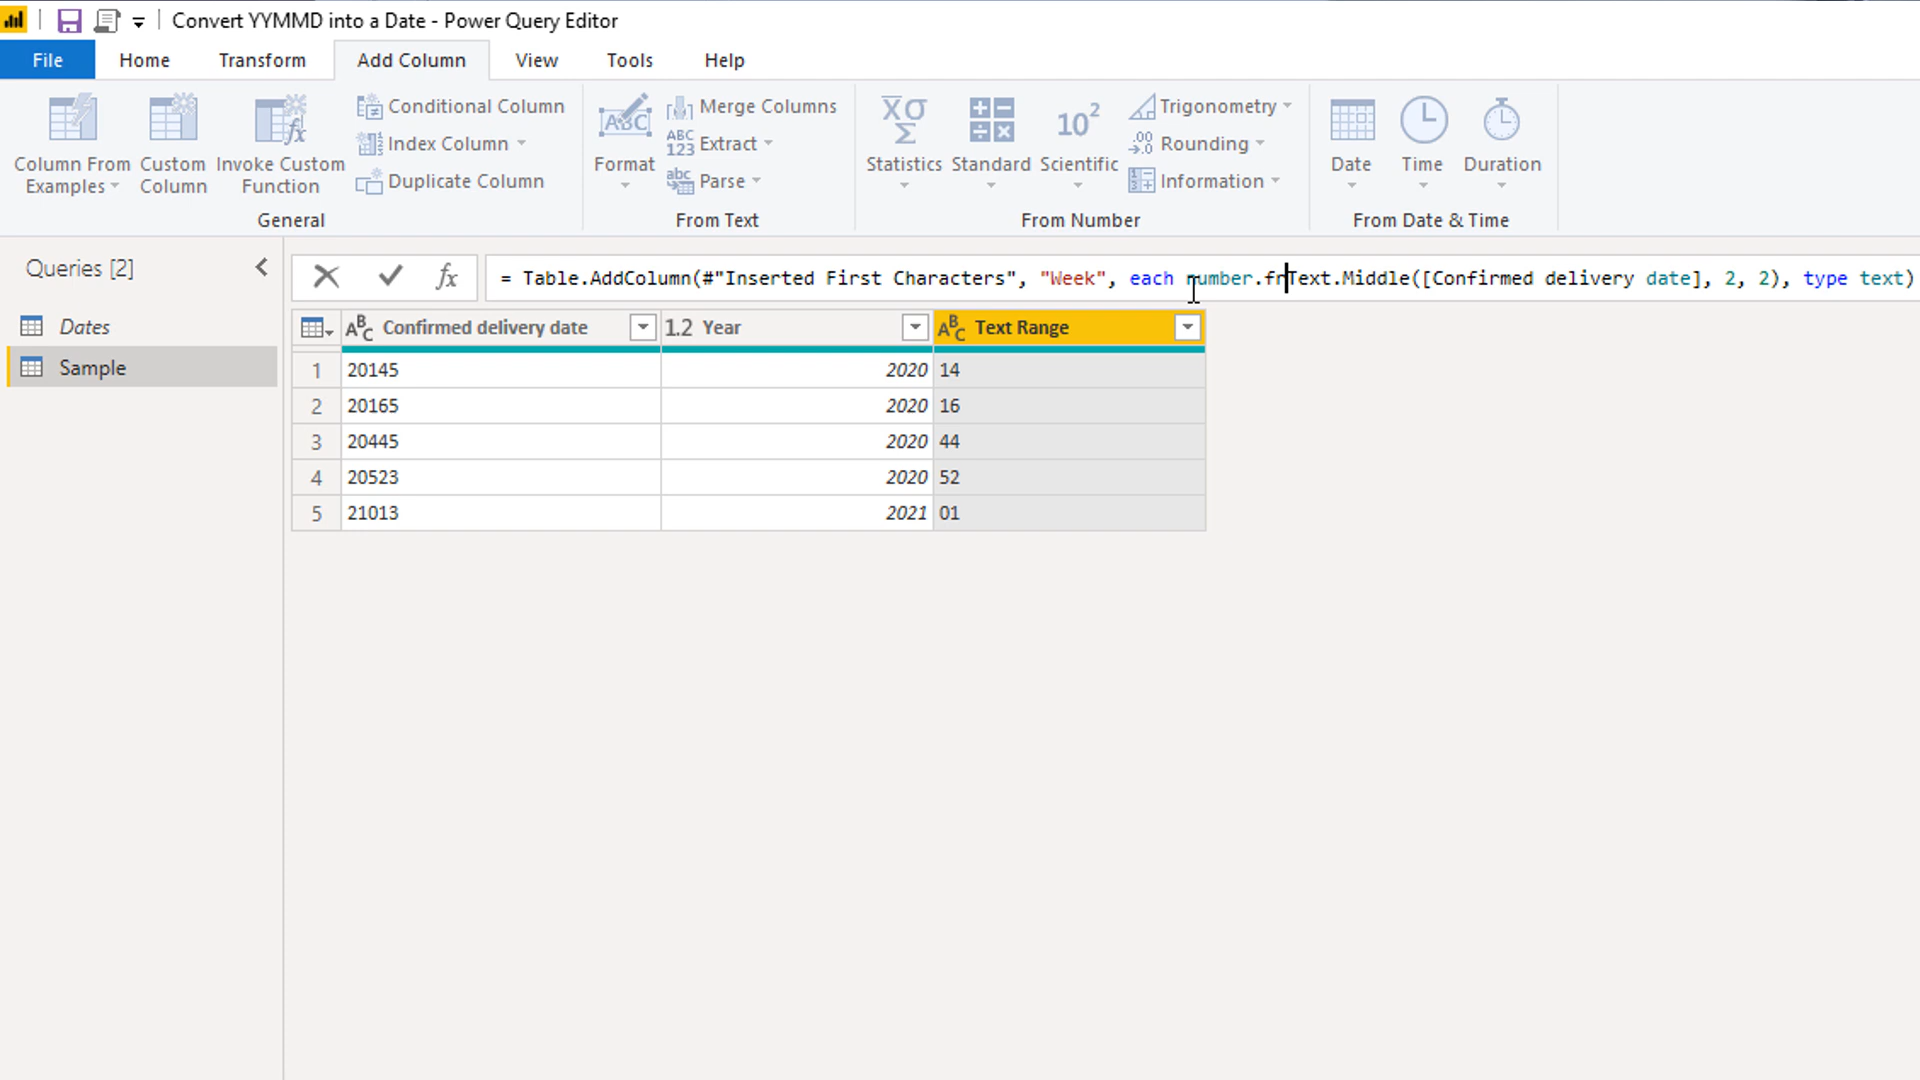 Convert YYMMD into a Date - Power Query Editor
File Home Transform Add Column View Tools Help
Column From Examples
Custom Column
Invoke Custom Function
Conditional Column
Index Column
Duplicate Column
General
Format
Merge Columns
Extract
Parse
From Text
Statistics
Standard
Scientific
Trigonometry
Rounding
Information
From Number
Date
Time
Duration
From Date & Time
Queries [2]
Dates
Sample
= Table.AddColumn(#"Inserted First Characters", "Week", each number.frText.Middle([Confirmed delivery date], 2, 2), type text)
Confirmed delivery date 1.2 Year Text Range
1 20145 2020 14
2 20165 2020 16
3 20445 2020 44
4 20523 2020 52
5 21013 2021 01